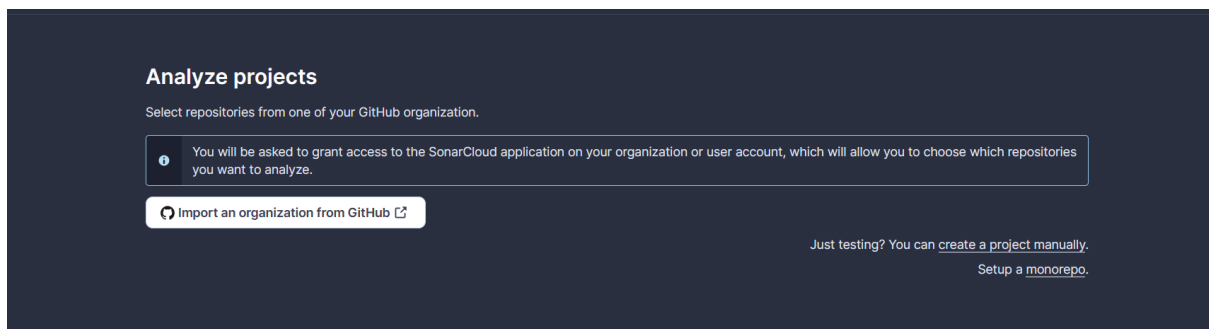 Analyze projects
Select repositories from one of your GitHub organization.
You will be asked to grant access to the SonarCloud application on your organization or user account, which will allow you to choose which repositories
you want to analyze.
Import an organization from GitHub
Just testing? You can create a project manually.
Setup a monorepo.